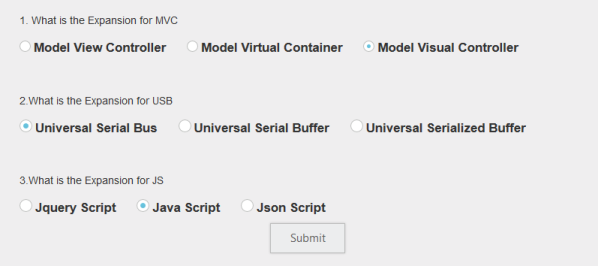 1. What is the Expansion for MVC
Model View Controller Model Virtual Container Model Visual Controller
2.What is the Expansion for USB
Universal Serial Bus Universal Serial Buffer Universal Serialized Buffer
3.What is the Expansion for JS
Jquery Script Java Script Json Script
Submit